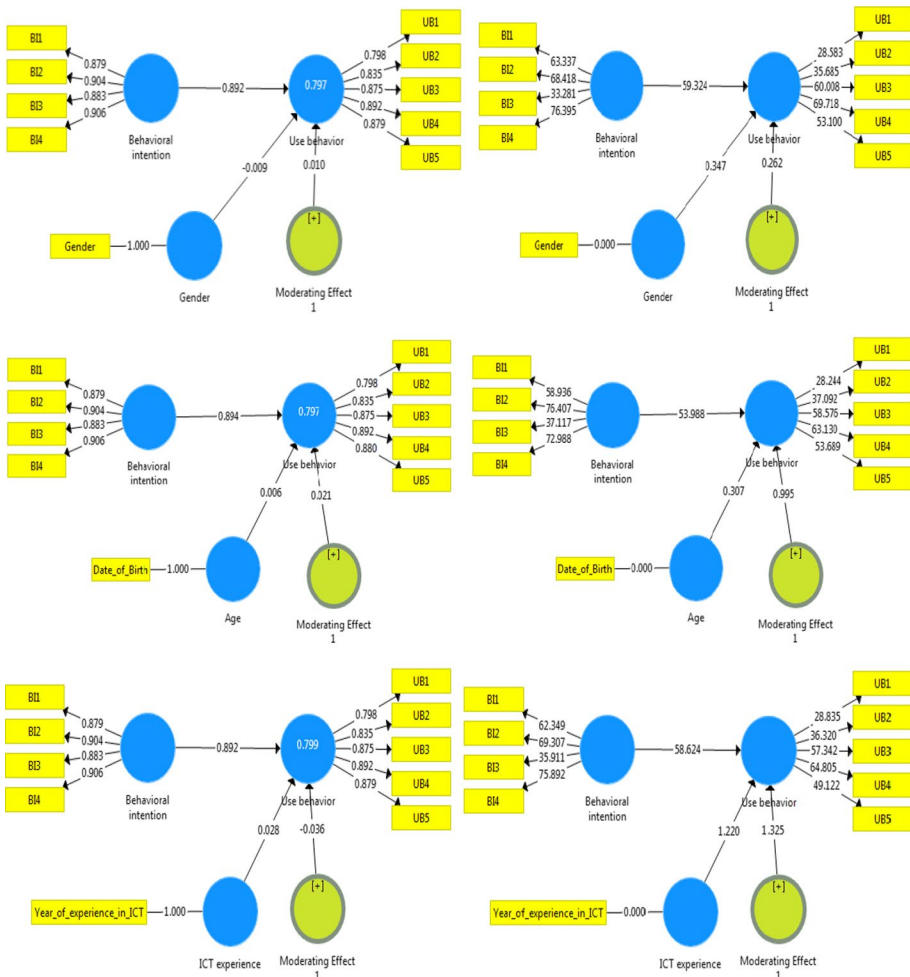 BI1
BI2
BI3
BI4
0.879
0.904
0.883
0.906
Behavioral
intention
0.892
0.797
Use behavior
0.798
0.835
0.875
0.892
0.879
UB1
UB2
UB3
UB4
UB5
-0.009
0.010
Gender
1.000
Gender
[+]
Moderating Effect
1
BI1
BI2
BI3
BI4
63.337
68.418
33.281
76.395
Behavioral
intention
59.324
Use behavior
28.583
35.685
60.008
69.718
53.100
UB1
UB2
UB3
UB4
UB5
0.347
0.262
Gender
0.000
Gender
[+]
Moderating Effect
1
BI1
BI2
BI3
BI4
0.879
0.904
0.883
0.906
Behavioral
intention
0.894
0.797
Use behavior
0.798
0.835
0.875
0.892
0.880
UB1
UB2
UB3
UB4
UB5
0.006
0.021
Date_of_Birth
1.000
Age
[+]
Moderating Effect
1
BI1
BI2
BI3
BI4
58.936
76.407
37.117
72.988
Behavioral
intention
53.988
Use behavior
28.244
37.092
58.576
63.130
53.689
UB1
UB2
UB3
UB4
UB5
0.307
0.995
Date_of_Birth
0.000
Age
[+]
Moderating Effect
1
BI1
BI2
BI3
BI4
0.879
0.904
0.883
0.906
Behavioral
intention
0.892
0.799
Use behavior
0.798
0.835
0.875
0.892
0.879
UB1
UB2
UB3
UB4
UB5
0.028
-0.036
Year_of_experience_in_ICT
1.000
ICT experience
[+]
Moderating Effect
1
BI1
BI2
BI3
BI4
62.349
69.307
35.911
75.892
Behavioral
intention
58.624
Use behavior
28.835
36.320
57.342
64.805
49.122
UB1
UB2
UB3
UB4
UB5
1.220
1.325
Year_of_experience_in_ICT
0.000
ICT experience
[+]
Moderating Effect
1